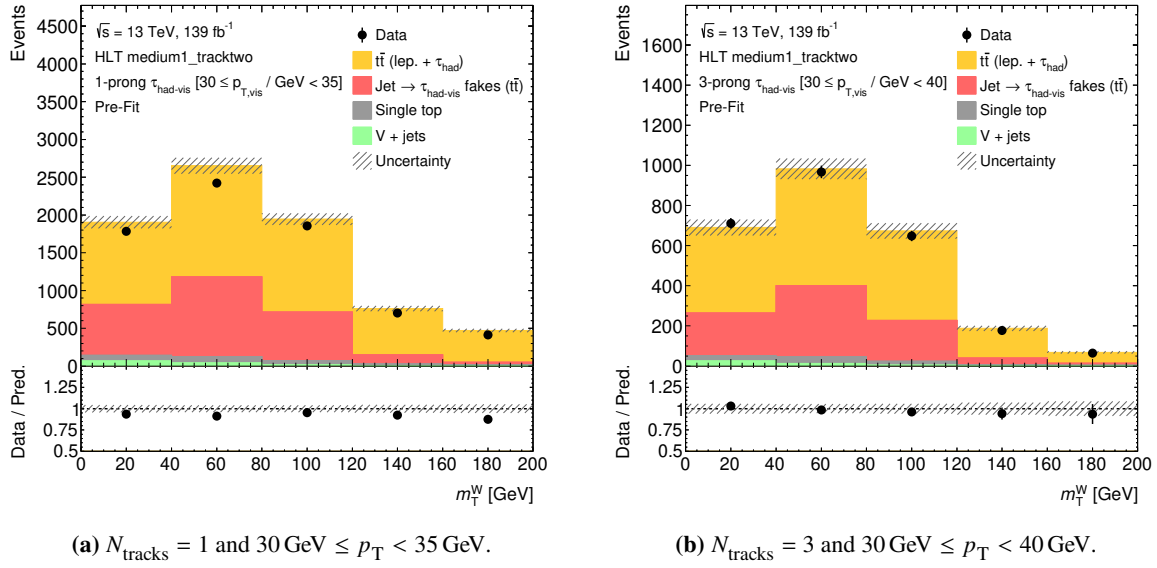 Events
4500
4000
3500
3000
2500
2000
1500
1000
500
0
√s = 13 TeV, 139 fb⁻¹
HLT medium1_tracktwo
1-prong τhad-vis [30 ≤ pT,vis / GeV < 35]
Pre-Fit
Data
tt̄ (lep. + τhad)
Jet → τhad-vis fakes (tt̄)
Single top
V + jets
Uncertainty
Data / Pred.
1.25
1
0.75
0.5
0 20 40 60 80 100 120 140 160 180 200
mTW [GeV]
(a) Ntracks = 1 and 30 GeV ≤ pT < 35 GeV.
Events
1600
1400
1200
1000
800
600
400
200
0
√s = 13 TeV, 139 fb⁻¹
HLT medium1_tracktwo
3-prong τhad-vis [30 ≤ pT,vis / GeV < 40]
Pre-Fit
Data
tt̄ (lep. + τhad)
Jet → τhad-vis fakes (tt̄)
Single top
V + jets
Uncertainty
Data / Pred.
1.25
1
0.75
0.5
0 20 40 60 80 100 120 140 160 180 200
mTW [GeV]
(b) Ntracks = 3 and 30 GeV ≤ pT < 40 GeV.